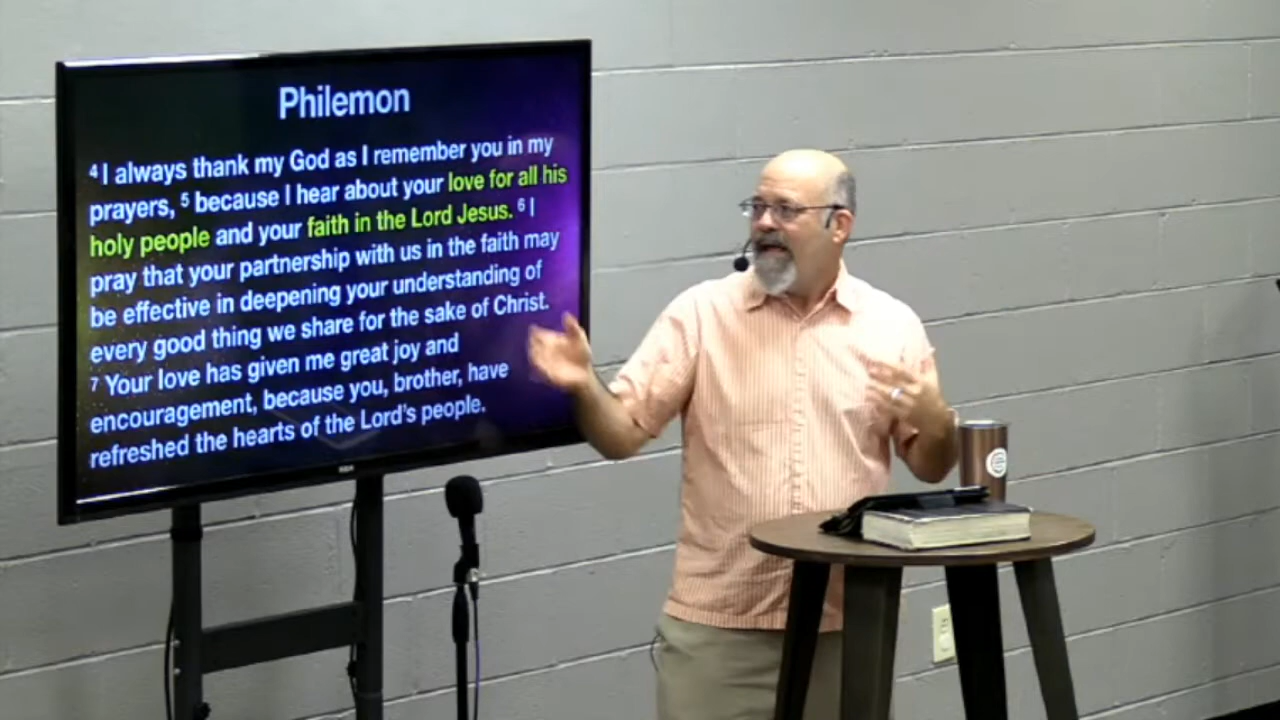 Philemon
⁴ I always thank my God as I remember you in my
prayers, ⁵ because I hear about your love for all his
holy people and your faith in the Lord Jesus. ⁶ I
pray that your partnership with us in the faith may
be effective in deepening your understanding of
every good thing we share for the sake of Christ.
⁷ Your love has given me great joy and
encouragement, because you, brother, have
refreshed the hearts of the Lord's people.
RCA